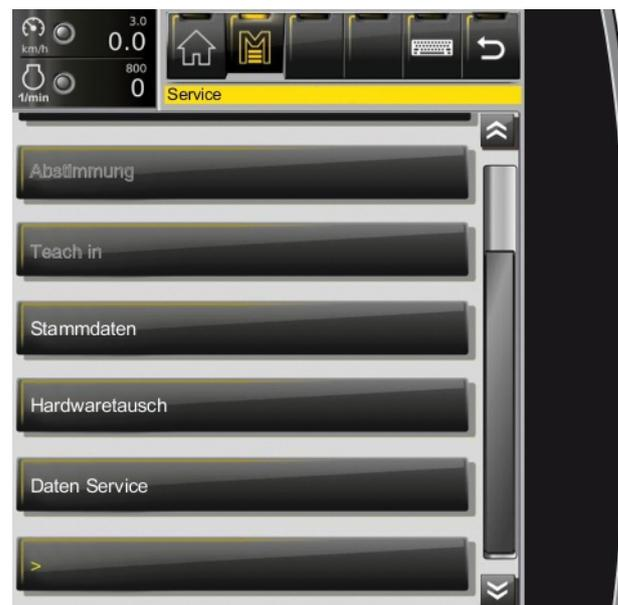 3.0
km/h
0.0
800
1/min
0
Service
Abstimmung
Teach in
Stammdaten
Hardwaretausch
Daten Service
>